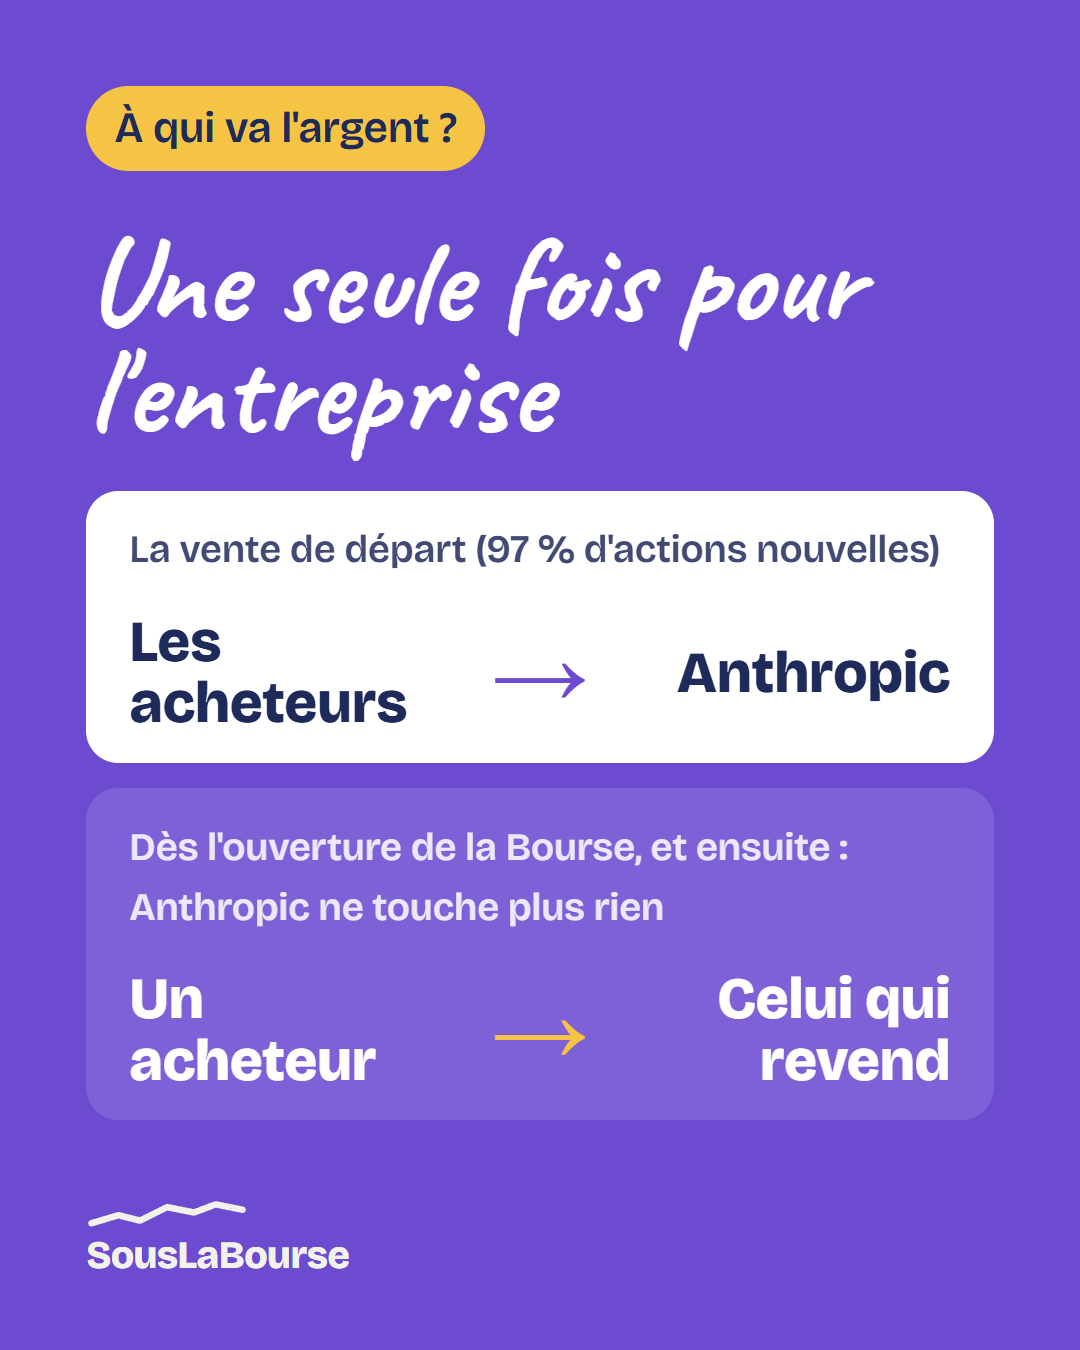 À qui va l'argent ?
Une seule fois pour
l'entreprise
La vente de départ (97 % d'actions nouvelles)
Les
acheteurs
→
Anthropic
Dès l'ouverture de la Bourse, et ensuite :
Anthropic ne touche plus rien
Un
acheteur
→
Celui qui
revend
SousLaBourse